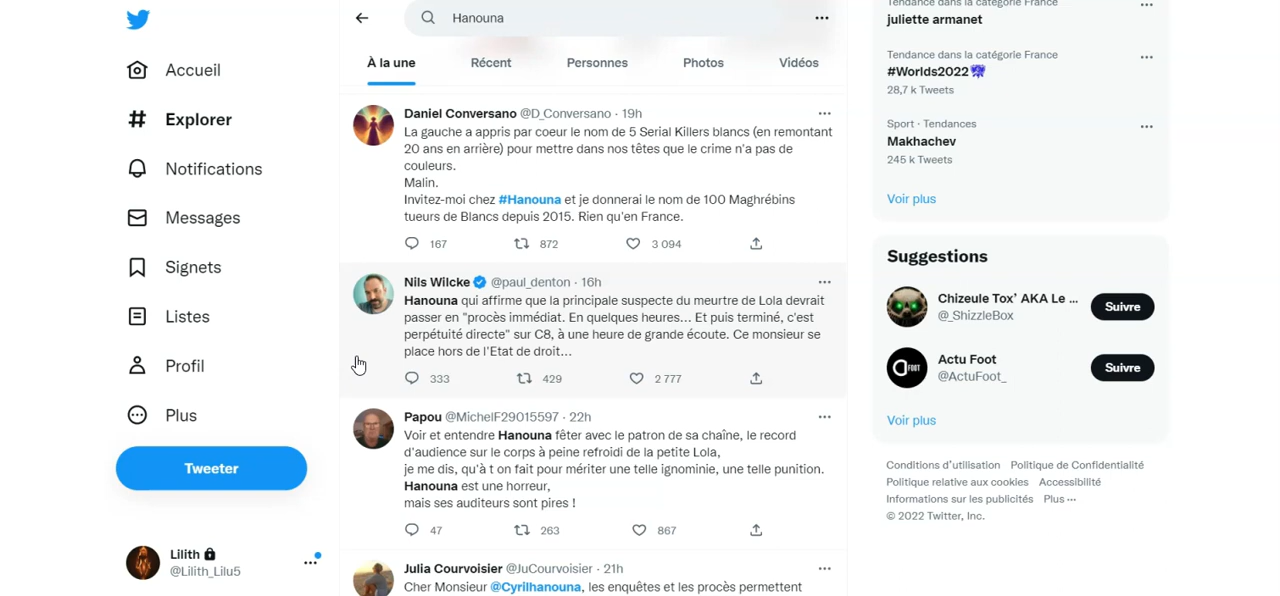 Hanouna
À la une
Récent
Personnes
Photos
Vidéos
Accueil
Explorer
Notifications
Messages
Signets
Listes
Profil
Plus
Tweeter
Lilith
@Lilith_Lilu5
Daniel Conversano @D_Conversano · 19h
La gauche a appris par coeur le nom de 5 Serial Killers blancs (en remontant
20 ans en arrière) pour mettre dans nos têtes que le crime n'a pas de
couleurs.
Malin.
Invitez-moi chez #Hanouna et je donnerai le nom de 100 Maghrébins
tueurs de Blancs depuis 2015. Rien qu'en France.
167 872 3 094
Nils Wilcke @paul_denton · 16h
Hanouna qui affirme que la principale suspecte du meurtre de Lola devrait
passer en "procès immédiat. En quelques heures... Et puis terminé, c'est
perpétuité directe" sur C8, à une heure de grande écoute. Ce monsieur se
place hors de l'Etat de droit...
333 429 2 777
Papou @MichelF29015597 · 22h
Voir et entendre Hanouna fêter avec le patron de sa chaîne, le record
d'audience sur le corps à peine refroidi de la petite Lola,
je me dis, qu'à t on fait pour mériter une telle ignominie, une telle punition.
Hanouna est une horreur,
mais ses auditeurs sont pires !
47 263 867
Julia Courvoisier @JuCourvoisier · 21h
Cher Monsieur @Cyrilhanouna, les enquêtes et les procès permettent
Tendance dans la catégorie France
juliette armanet
Tendance dans la catégorie France
#Worlds2022
28,7 k Tweets
Sport · Tendances
Makhachev
245 k Tweets
Voir plus
Suggestions
Chizeule Tox' AKA Le ...
@_ShizzleBox
Suivre
Actu Foot
@ActuFoot_
Suivre
Voir plus
Conditions d'utilisation Politique de Confidentialité
Politique relative aux cookies Accessibilité
Informations sur les publicités Plus ···
© 2022 Twitter, Inc.